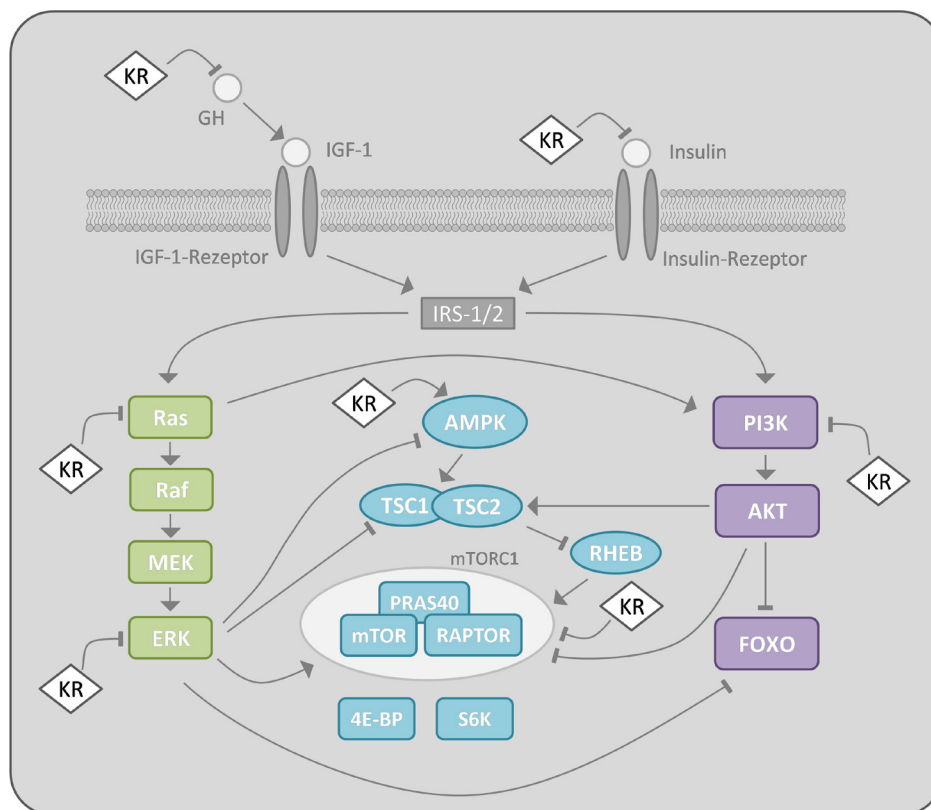 KR
GH
IGF-1
KR
Insulin
IGF-1-Rezeptor
Insulin-Rezeptor
IRS-1/2
KR
Ras
KR
AMPK
PI3K
KR
Raf
TSC1
TSC2
AKT
MEK
mTORC1
RHEB
KR
PRAS40
mTOR
RAPTOR
ERK
KR
FOXO
4E-BP
S6K